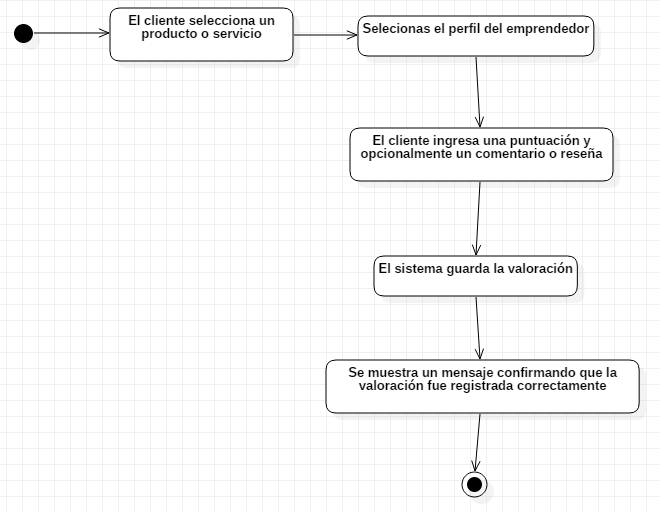 El cliente selecciona un
producto o servicio
Selecionas el perfil del emprendedor
El cliente ingresa una puntuación y
opcionalmente un comentario o reseña
El sistema guarda la valoración
Se muestra un mensaje confirmando que la
valoración fue registrada correctamente